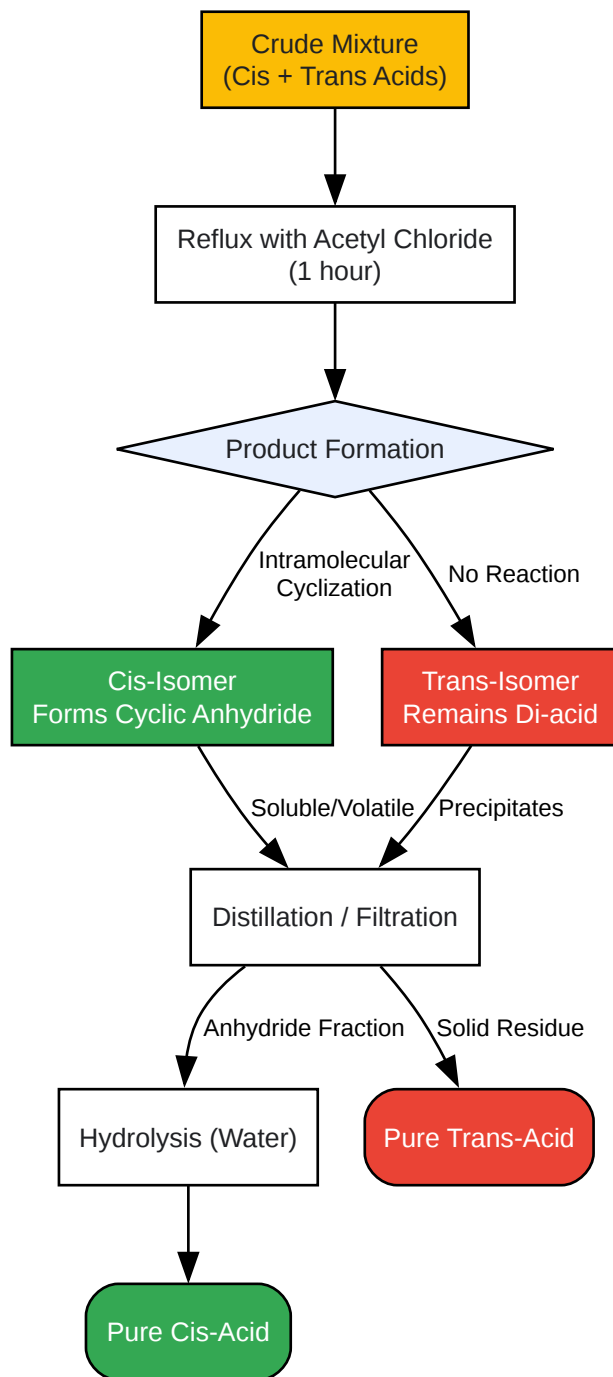 Crude Mixture
(Cis + Trans Acids)
Reflux with Acetyl Chloride
(1 hour)
Product Formation
Intramolecular
Cyclization
No Reaction
Cis-Isomer
Forms Cyclic Anhydride
Trans-Isomer
Remains Di-acid
Soluble/Volatile
Precipitates
Distillation / Filtration
Anhydride Fraction
Solid Residue
Hydrolysis (Water)
Pure Trans-Acid
Pure Cis-Acid